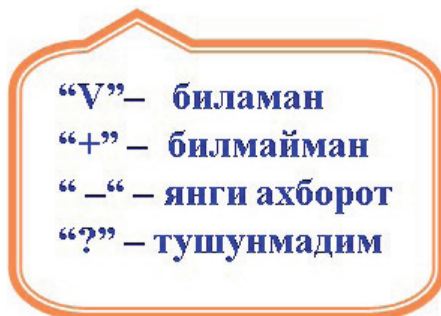 “V”– биламан
“+” – билмайман
“ –“ – янги ахборот
“?” – тушунмадим